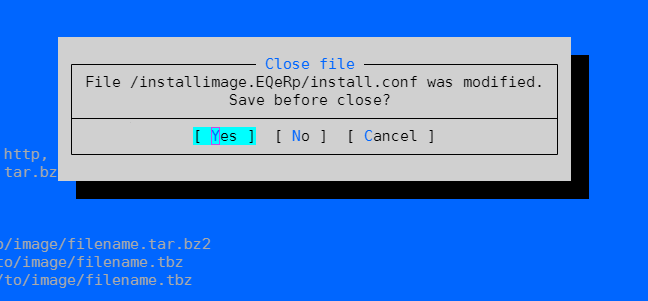 Close file
File /installimage.EQeRp/install.conf was modified.
Save before close?
[ Yes ] [ No ] [ Cancel ]
http,
tar.bz
/image/filename.tar.bz2
to/image/filename.tbz
/to/image/filename.tbz